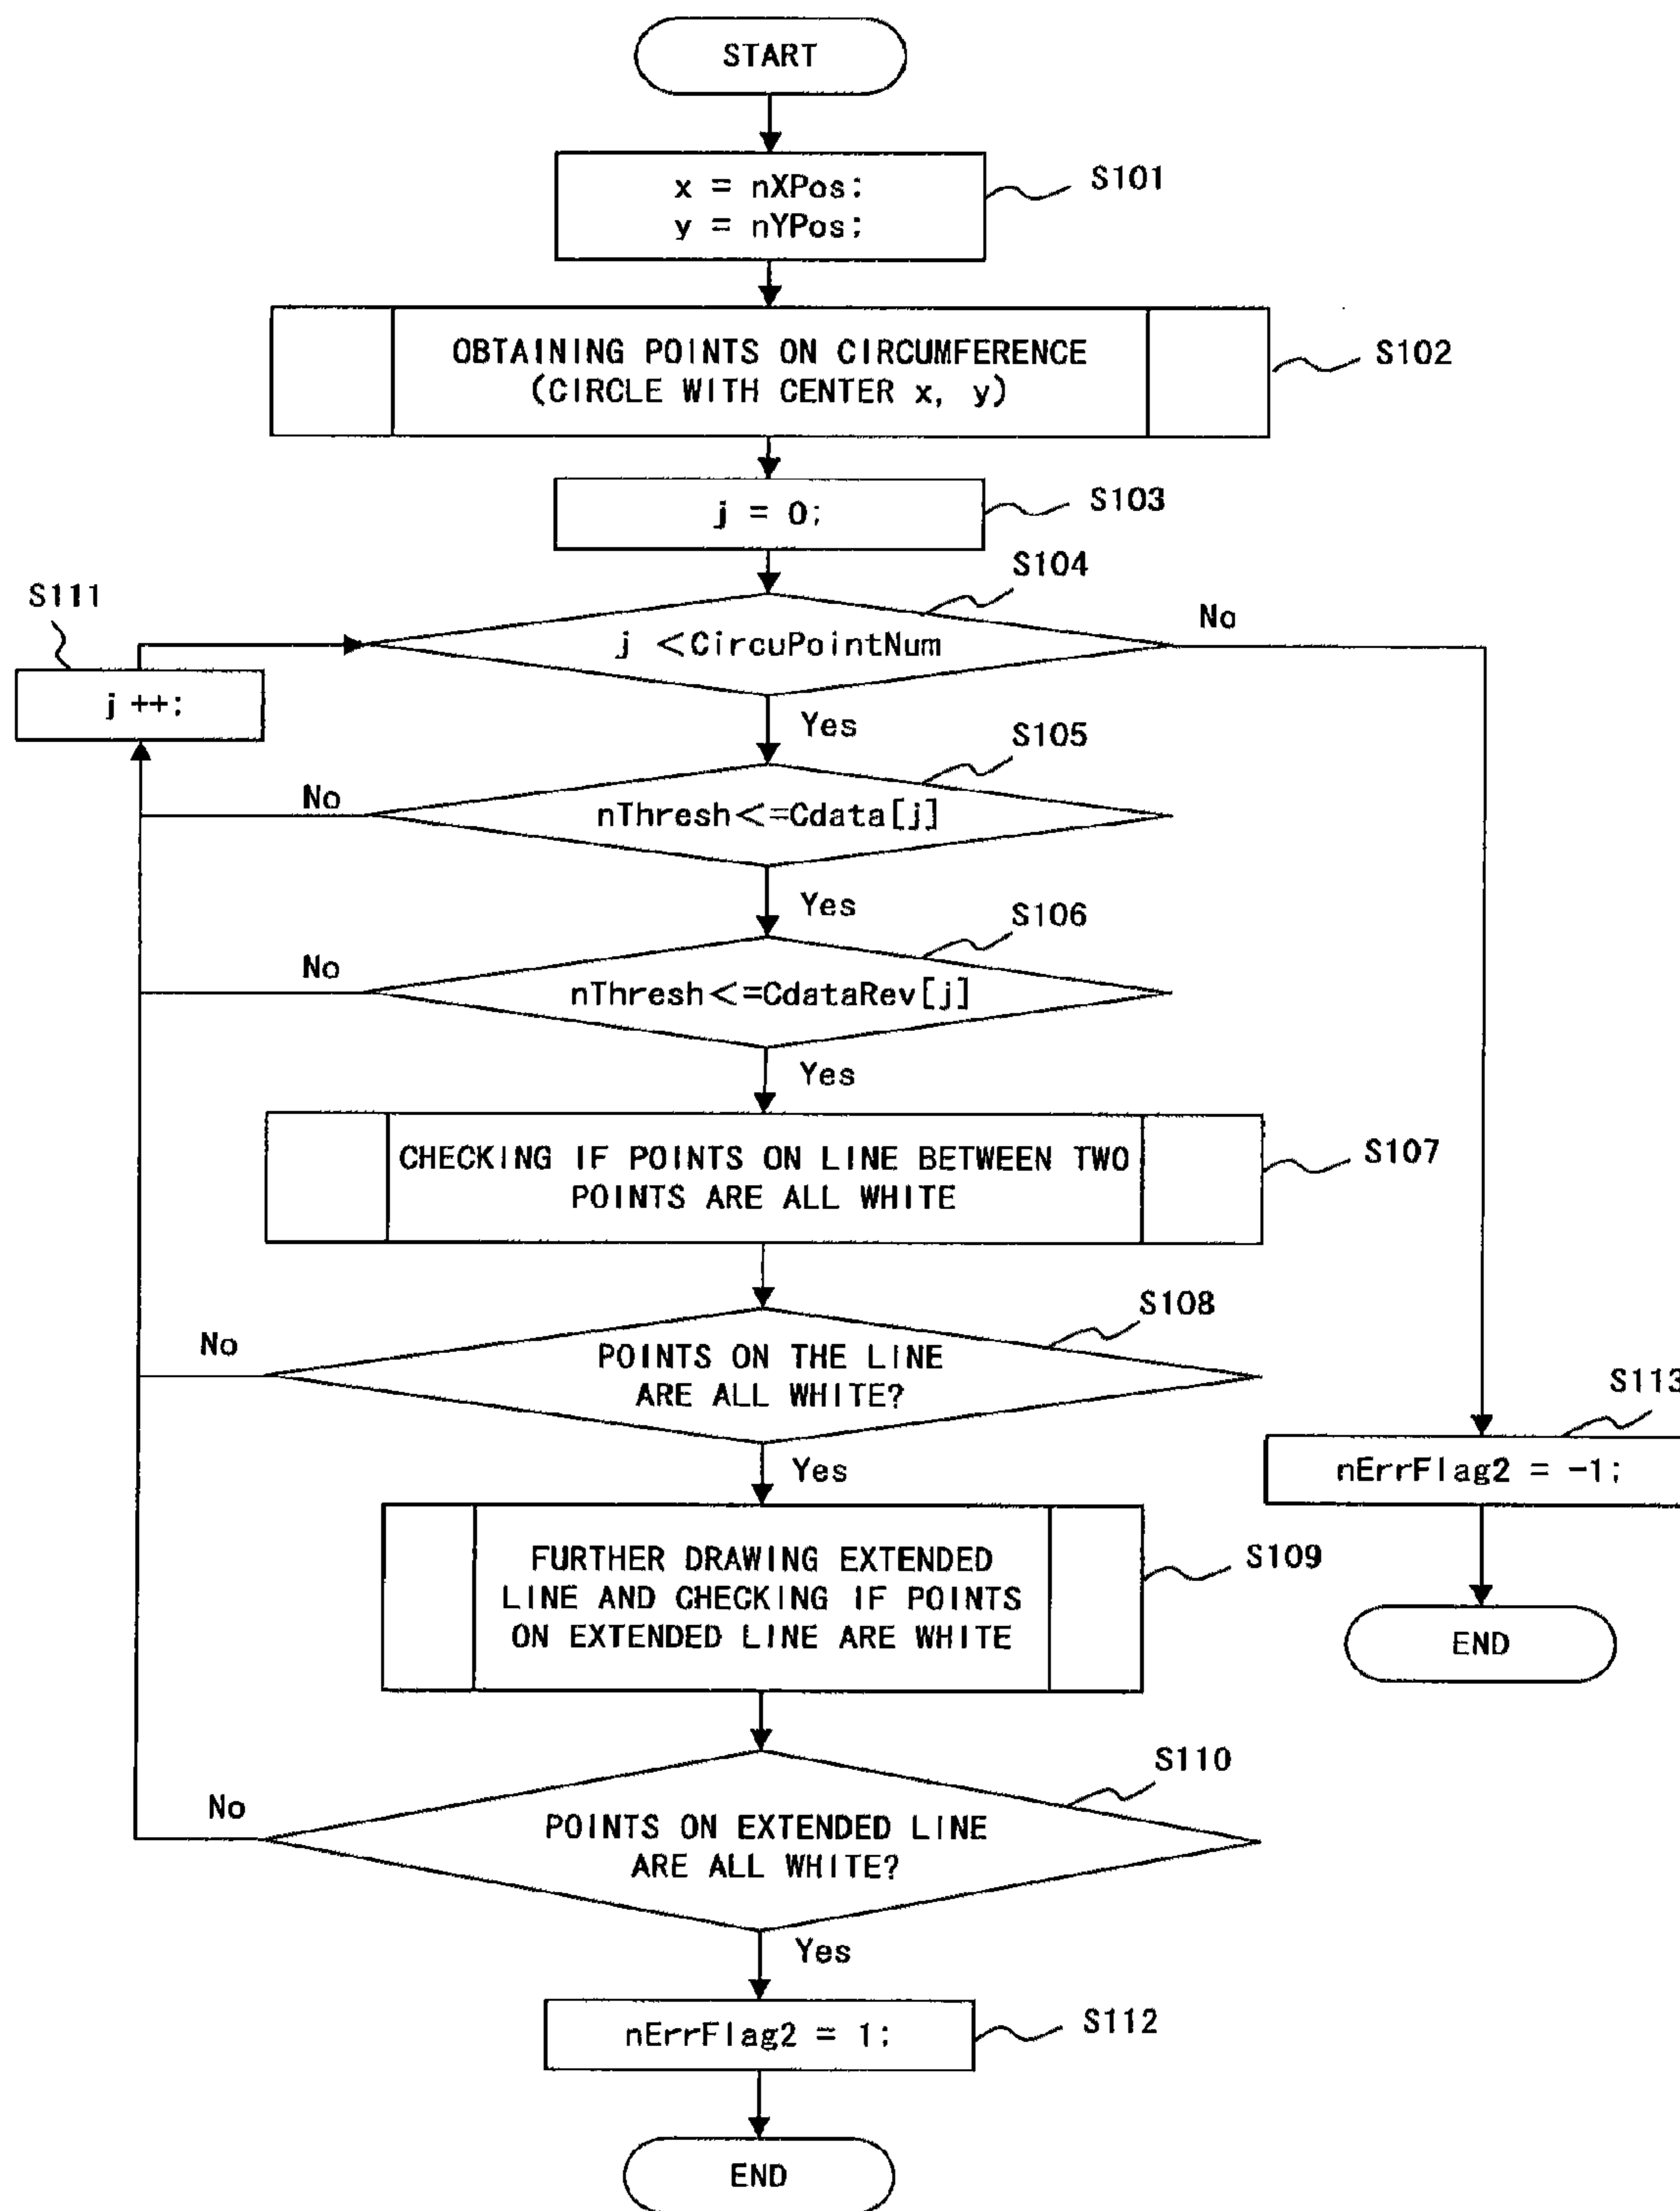 START
x = nXPos;
y = nYPos;
S101
OBTAINING POINTS ON CIRCUMFERENCE
(CIRCLE WITH CENTER x, y)
S102
j = 0;
S103
S104
j <CircuPointNum
No
S111
j ++;
Yes
S105
nThresh<=Cdata[j]
No
Yes
S106
nThresh<=CdataRev[j]
No
Yes
CHECKING IF POINTS ON LINE BETWEEN TWO
POINTS ARE ALL WHITE
S107
S108
POINTS ON THE LINE
ARE ALL WHITE?
No
Yes
S113
nErrFlag2 = -1;
END
FURTHER DRAWING EXTENDED
LINE AND CHECKING IF POINTS
ON EXTENDED LINE ARE WHITE
S109
S110
POINTS ON EXTENDED LINE
ARE ALL WHITE?
No
Yes
nErrFlag2 = 1;
S112
END